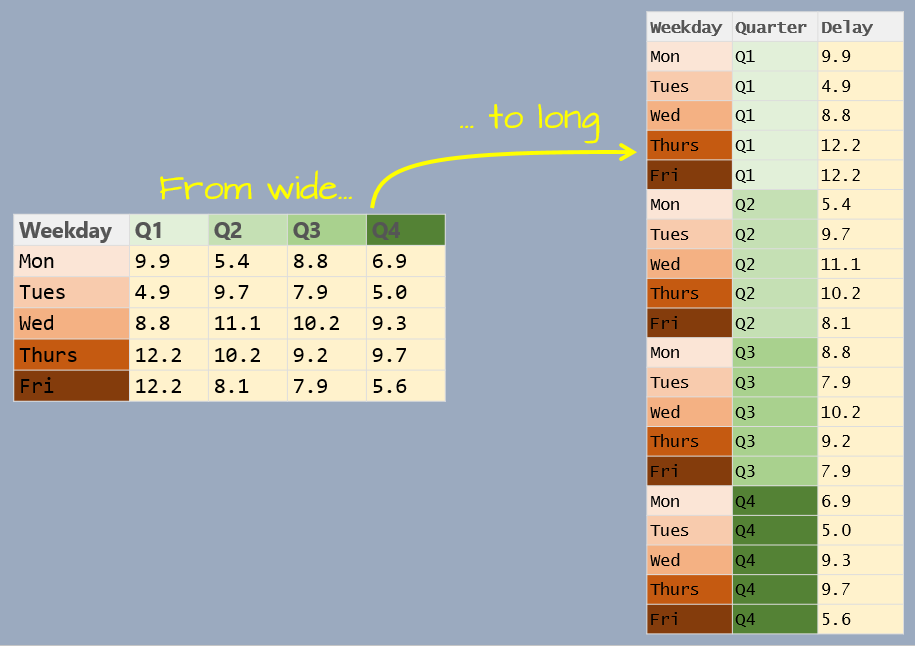 From wide...
... to long
Weekday Q1 Q2 Q3 Q4
Mon 9.9 5.4 8.8 6.9
Tues 4.9 9.7 7.9 5.0
Wed 8.8 11.1 10.2 9.3
Thurs 12.2 10.2 9.2 9.7
Fri 12.2 8.1 7.9 5.6
Weekday Quarter Delay
Mon Q1 9.9
Tues Q1 4.9
Wed Q1 8.8
Thurs Q1 12.2
Fri Q1 12.2
Mon Q2 5.4
Tues Q2 9.7
Wed Q2 11.1
Thurs Q2 10.2
Fri Q2 8.1
Mon Q3 8.8
Tues Q3 7.9
Wed Q3 10.2
Thurs Q3 9.2
Fri Q3 7.9
Mon Q4 6.9
Tues Q4 5.0
Wed Q4 9.3
Thurs Q4 9.7
Fri Q4 5.6